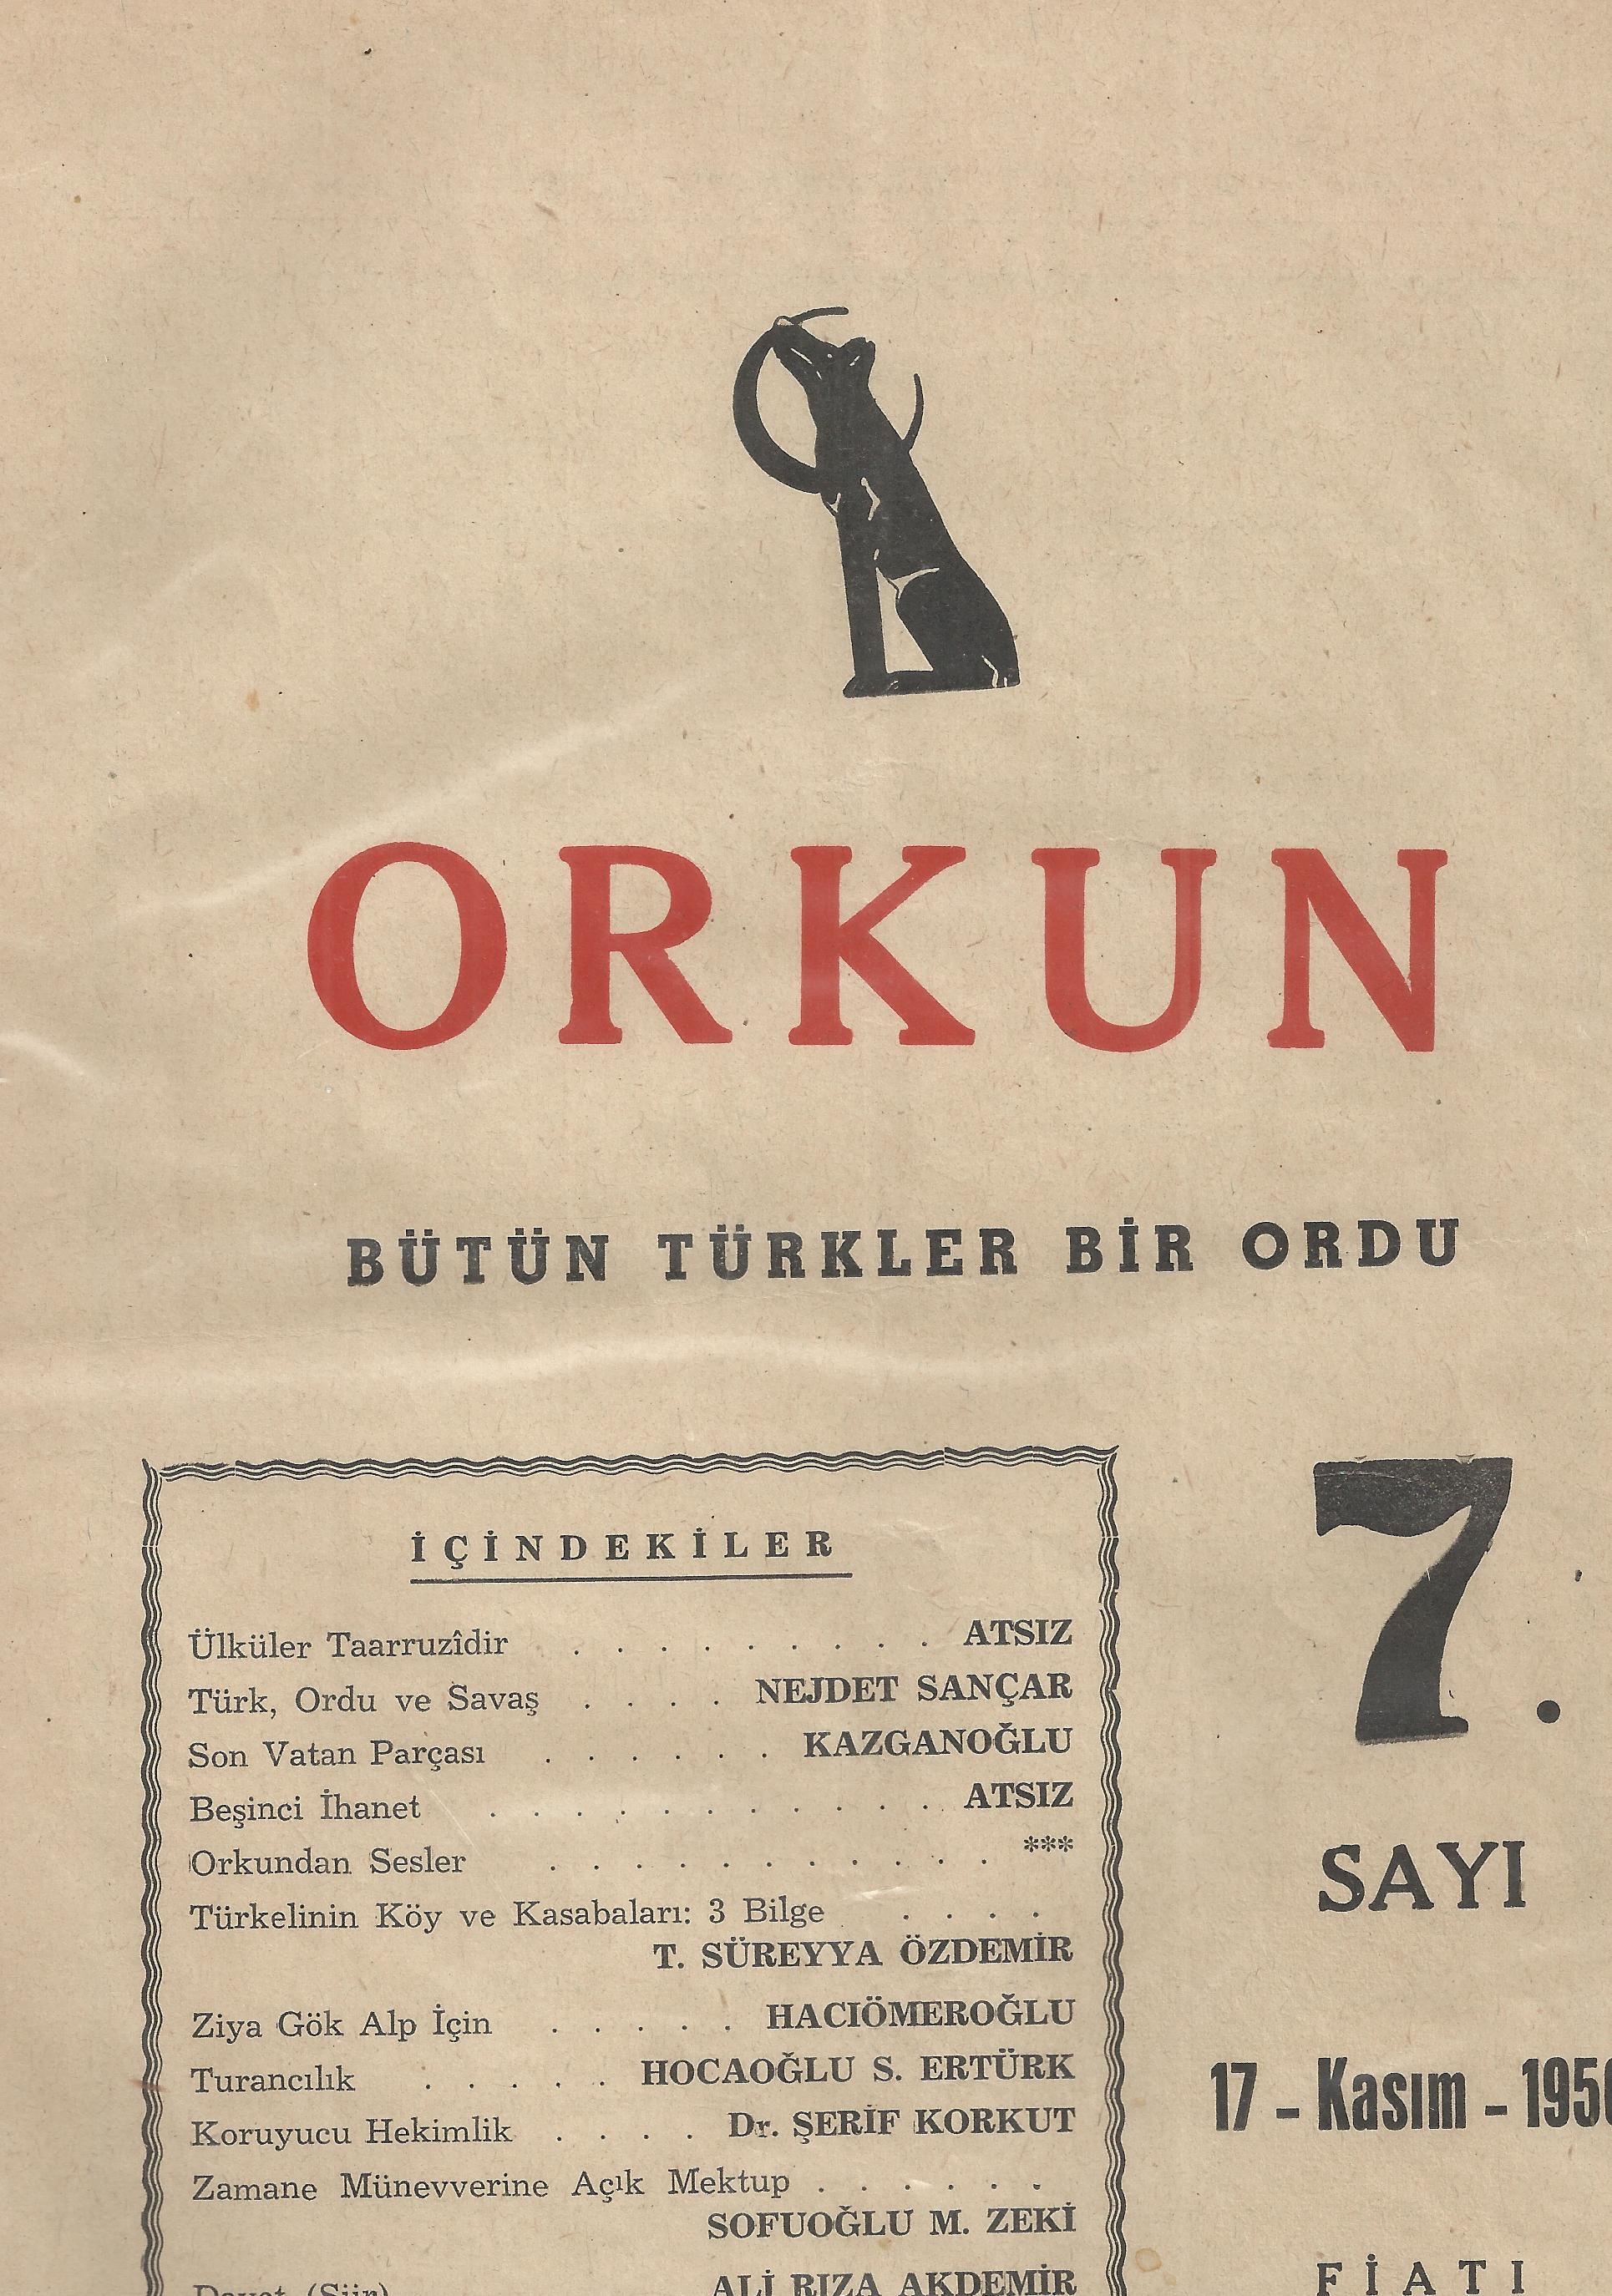 ORKUN
BÜTÜN TÜRKLER BİR ORDU
İÇİNDEKİLER
Ülküler Taarruzîdir . . . . . . . . . ATSIZ
Türk, Ordu ve Savaş . . . . NEJDET SANÇAR
Son Vatan Parçası . . . . . . KAZGANOĞLU
Beşinci İhanet . . . . . . . . . . . ATSIZ
Orkundan Sesler . . . . . . . . . . . ***
Türkelinin Köy ve Kasabaları: 3 Bilge . . . .
T. SÜREYYA ÖZDEMİR
Ziya Gök Alp İçin . . . . . HACIÖMEROĞLU
Turancılık . . . . . HOCAOĞLU S. ERTÜRK
Koruyucu Hekimlik . . . . Dr. ŞERİF KORKUT
Zamane Münevverine Açık Mektup . . . . . .
SOFUOĞLU M. ZEKİ
(Şiir) ALİ RIZA AKDEMİR
7.
SAYI
17 - Kasım - 195
FİATI